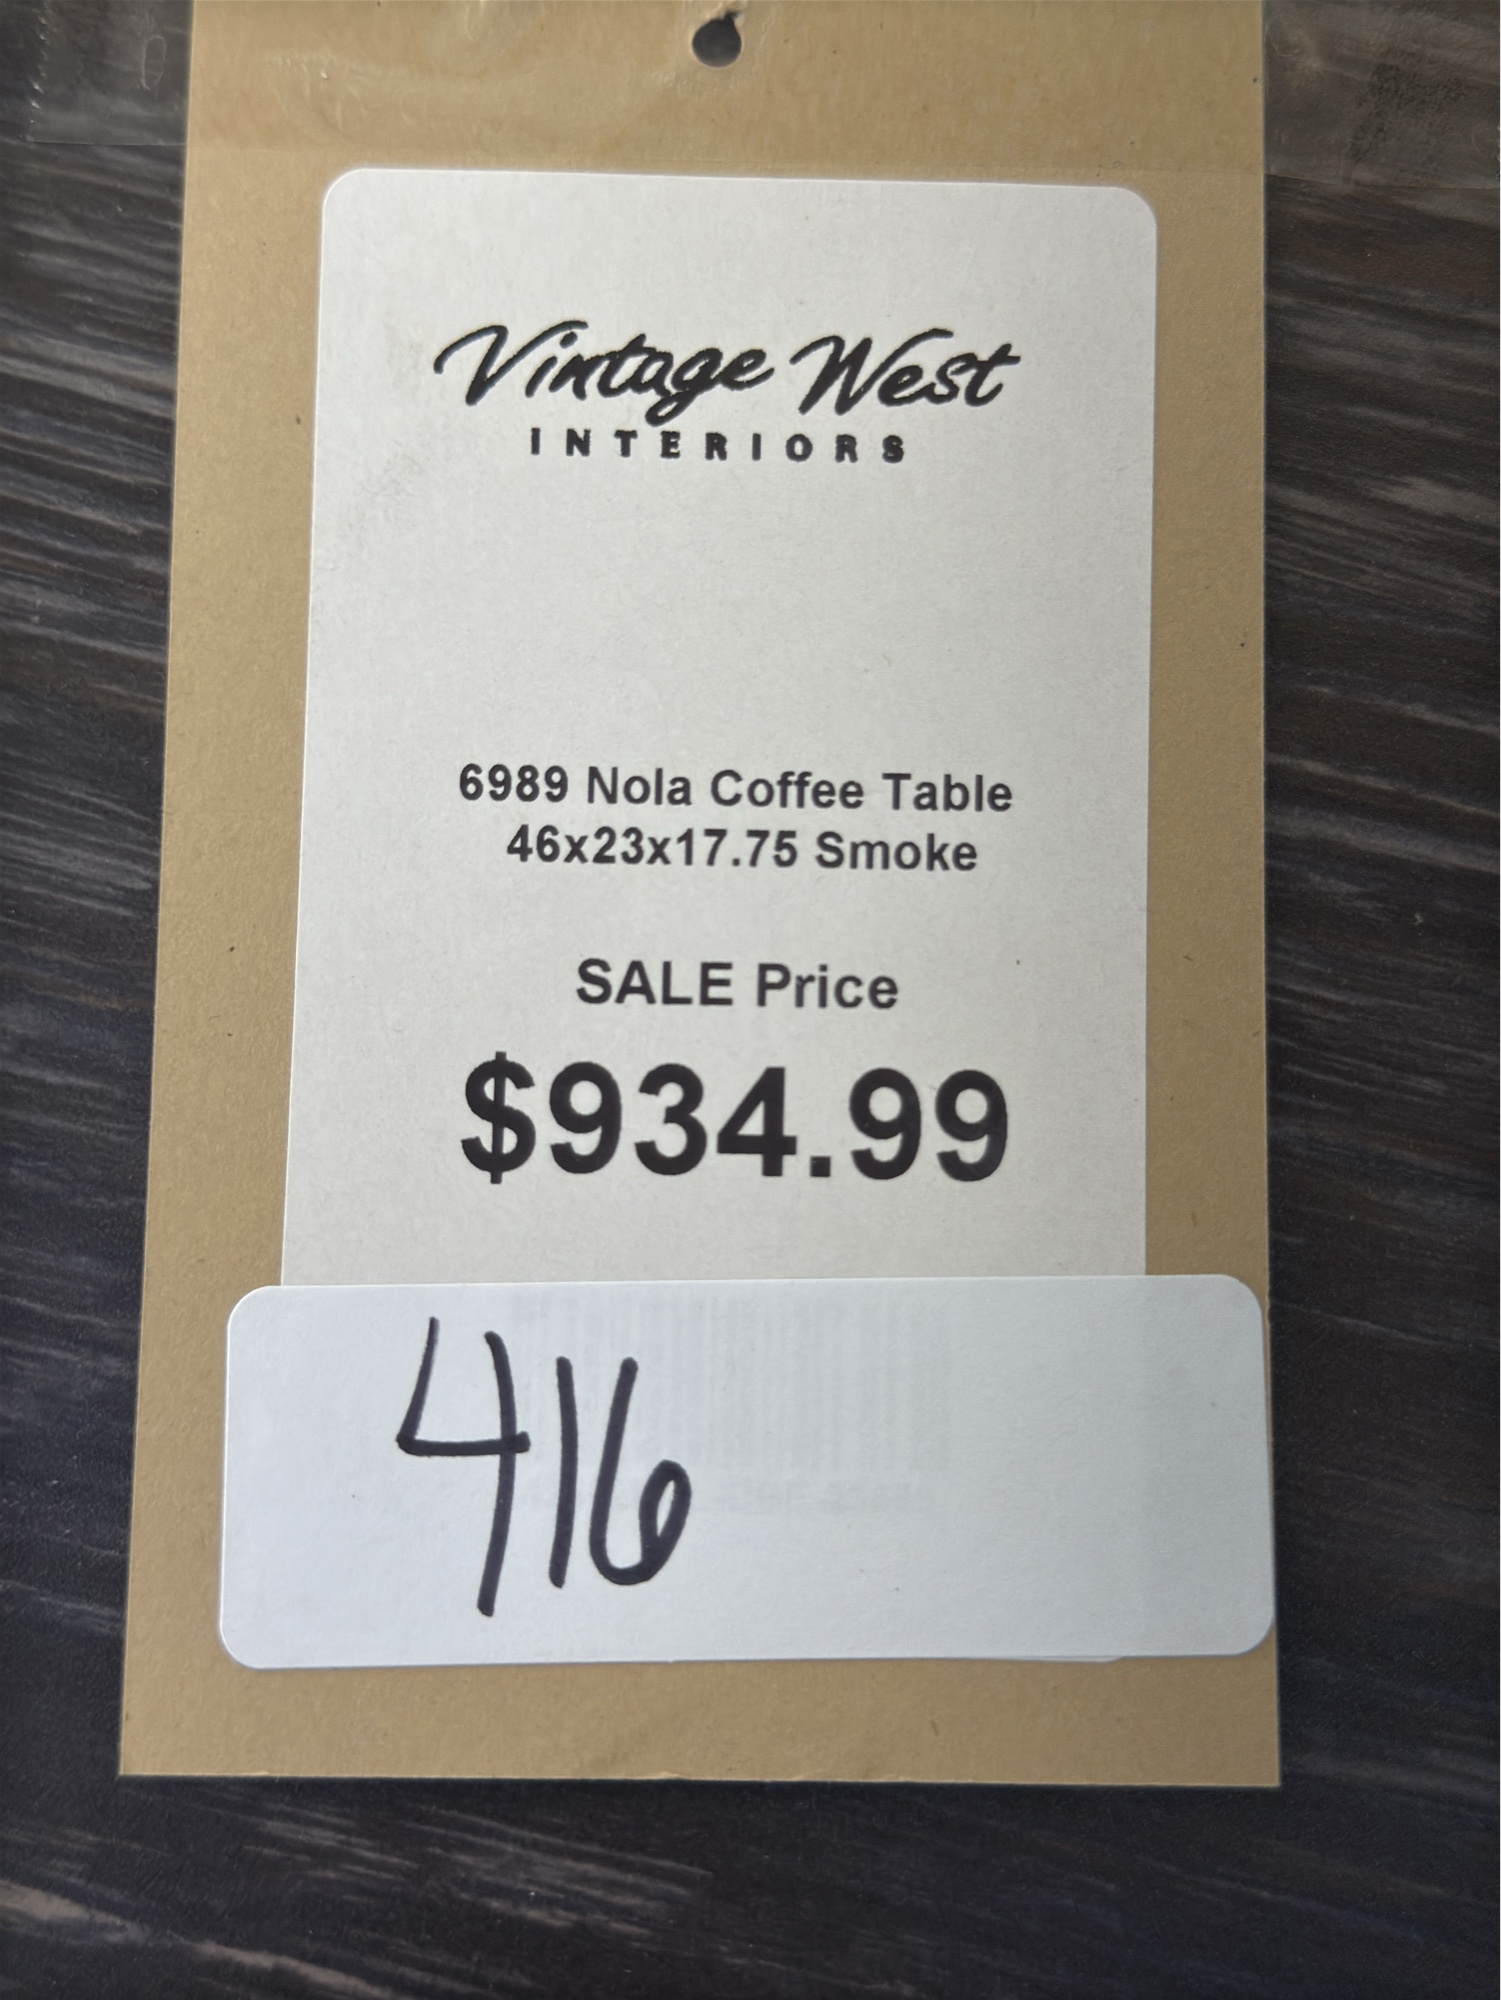 Vintage West
INTERIORS
6989 Nola Coffee Table
46x23x17.75 Smoke
SALE Price
$934.99
416